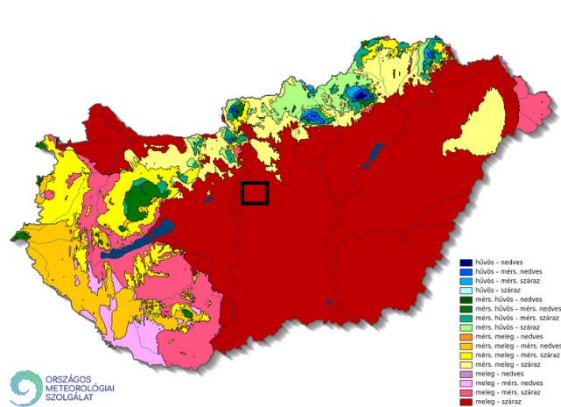 hűvös - nedves
hűvös - mérs. nedves
hűvös - mérs. száraz
hűvös - száraz
mérs. hűvös - nedves
mérs. hűvös - mérs. nedves
mérs. hűvös - mérs. száraz
mérs. hűvös - száraz
mérs. meleg - nedves
mérs. meleg - mérs. nedves
mérs. meleg - mérs. száraz
mérs. meleg - száraz
meleg - nedves
meleg - mérs. nedves
meleg - mérs. száraz
meleg - száraz
ORSZÁGOS
METEOROLÓGIAI
SZOLGÁLAT